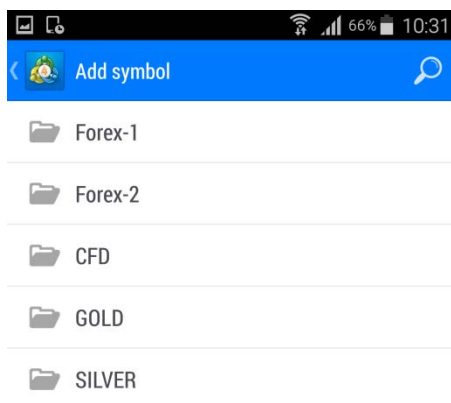 66% 10:31
Add symbol
Forex-1
Forex-2
CFD
GOLD
SILVER